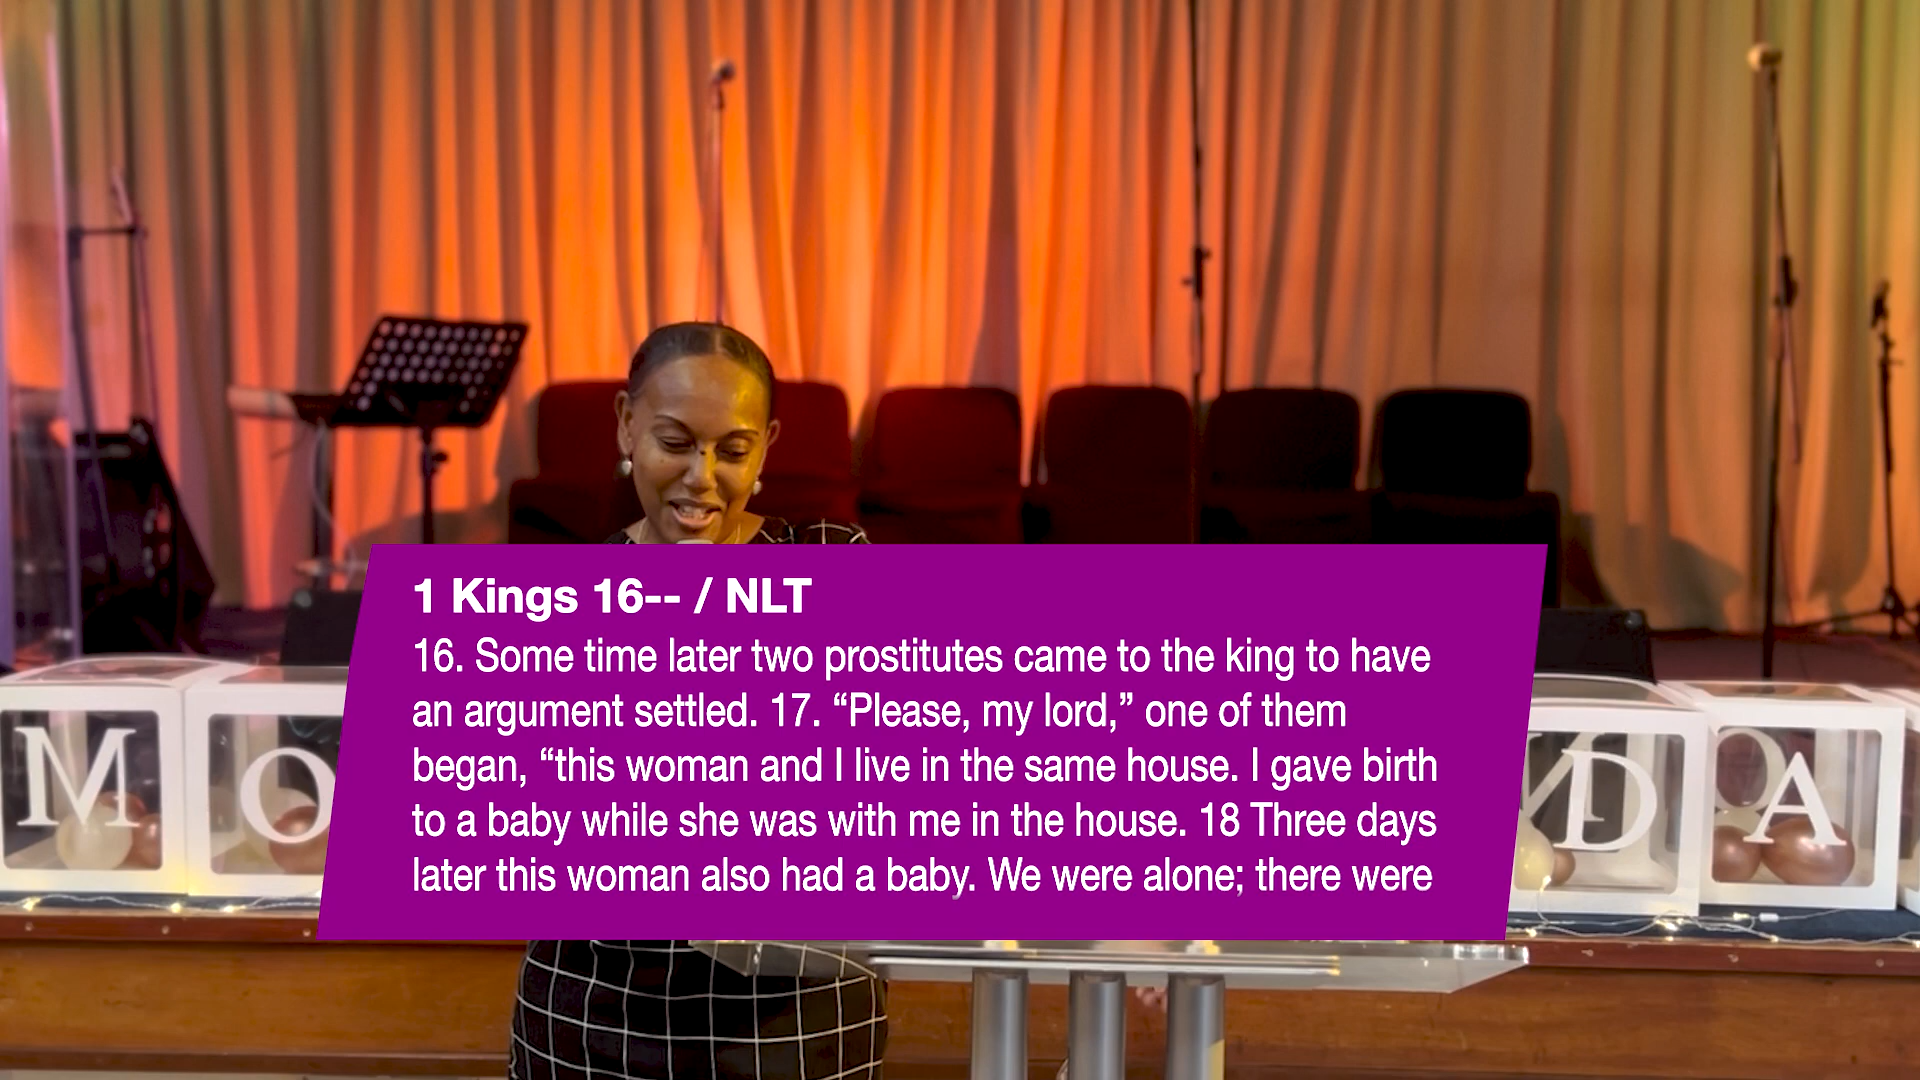 1 Kings 16-- / NLT
16. Some time later two prostitutes came to the king to have
an argument settled. 17. “Please, my lord,” one of them
began, “this woman and I live in the same house. I gave birth
to a baby while she was with me in the house. 18 Three days
later this woman also had a baby. We were alone; there were
M O
D A